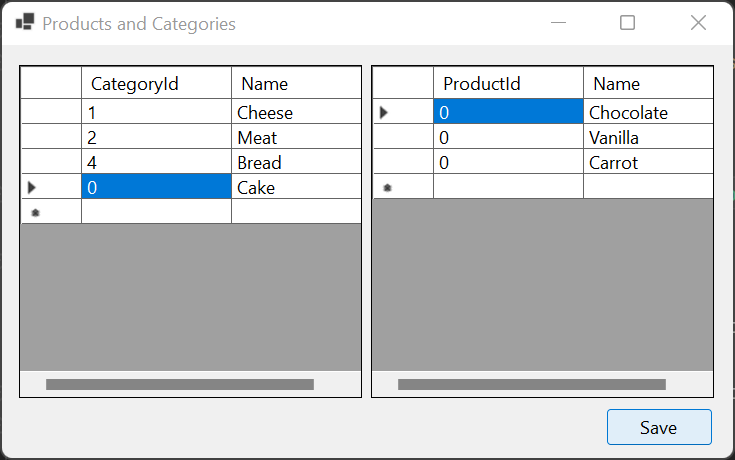 Products and Categories
CategoryId Name
1 Cheese
2 Meat
4 Bread
0 Cake
ProductId Name
0 Chocolate
0 Vanilla
0 Carrot
Save